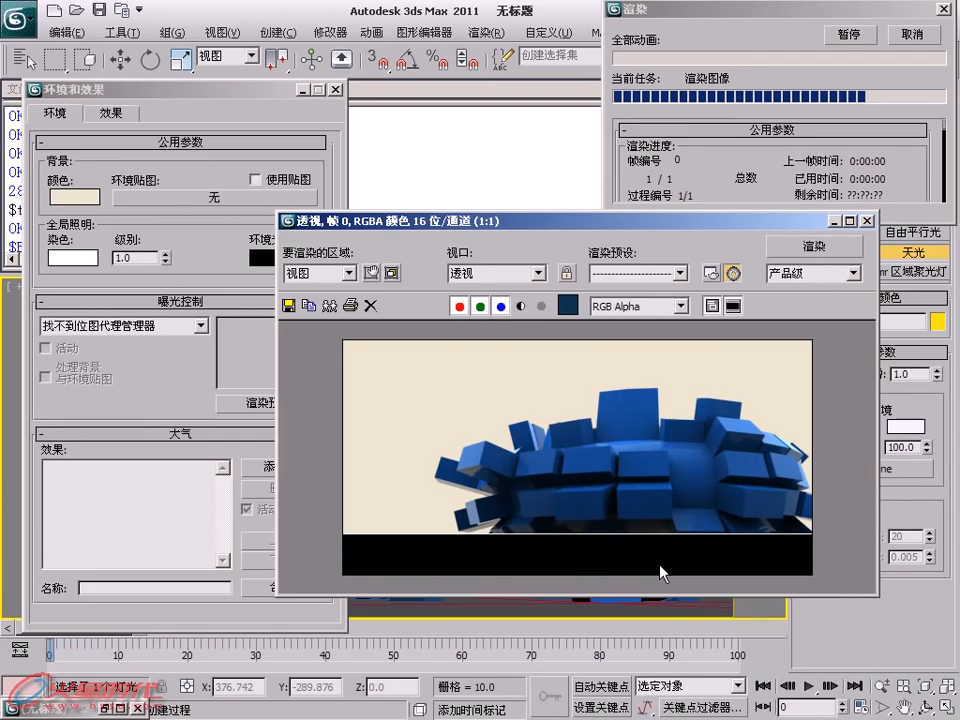 Autodesk 3ds Max 2011 无标题
编辑(E) 工具(T) 组(G) 视图(V) 创建(C) 修改器 动画 图形编辑器 渲染(R) 自定义(U)
视图
创建选择集
渲染
全部动画:
暂停
取消
当前任务: 渲染图像
公用参数
渲染进度:
帧编号 0
上一帧时间: 0:00:00
1 / 1 总数
已用时间: 0:00:00
过程编号 1/1
剩余时间: ??:??:??
环境和效果
环境 效果
公用参数
背景:
颜色: 环境贴图: 使用贴图
无
全局照明:
染色: 级别:
1.0
曝光控制
找不到位图代理管理器
活动
处理背景
与环境贴图
大气
效果:
名称:
透视, 帧 0, RGBA 颜色 16 位/通道 (1:1)
要渲染的区域: 视口: 渲染预设:
渲染
视图 透视 产品级
RGB Alpha
自由平行光
天光
mr 区域聚光灯
颜色
1.0
100.0
20
0.005
0 10 20 30 40 50 60 70 80 90 100
选择了 1 个灯光
X: 376.742 Y: -289.876 Z: 0.0
栅格 = 10.0
自动关键点 选定对象
添加时间标记
设置关键点 关键点过滤器...
0